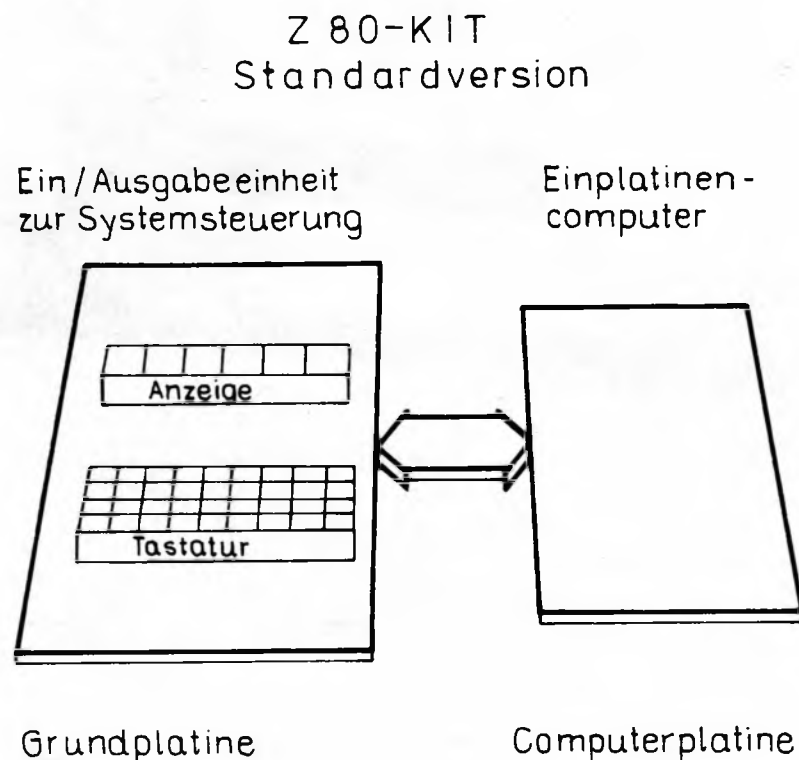 Z 80-KIT
Standardversion
Ein/Ausgabeeinheit
zur Systemsteuerung
Einplatinen-
computer
Anzeige
Tastatur
Grundplatine
Computerplatine